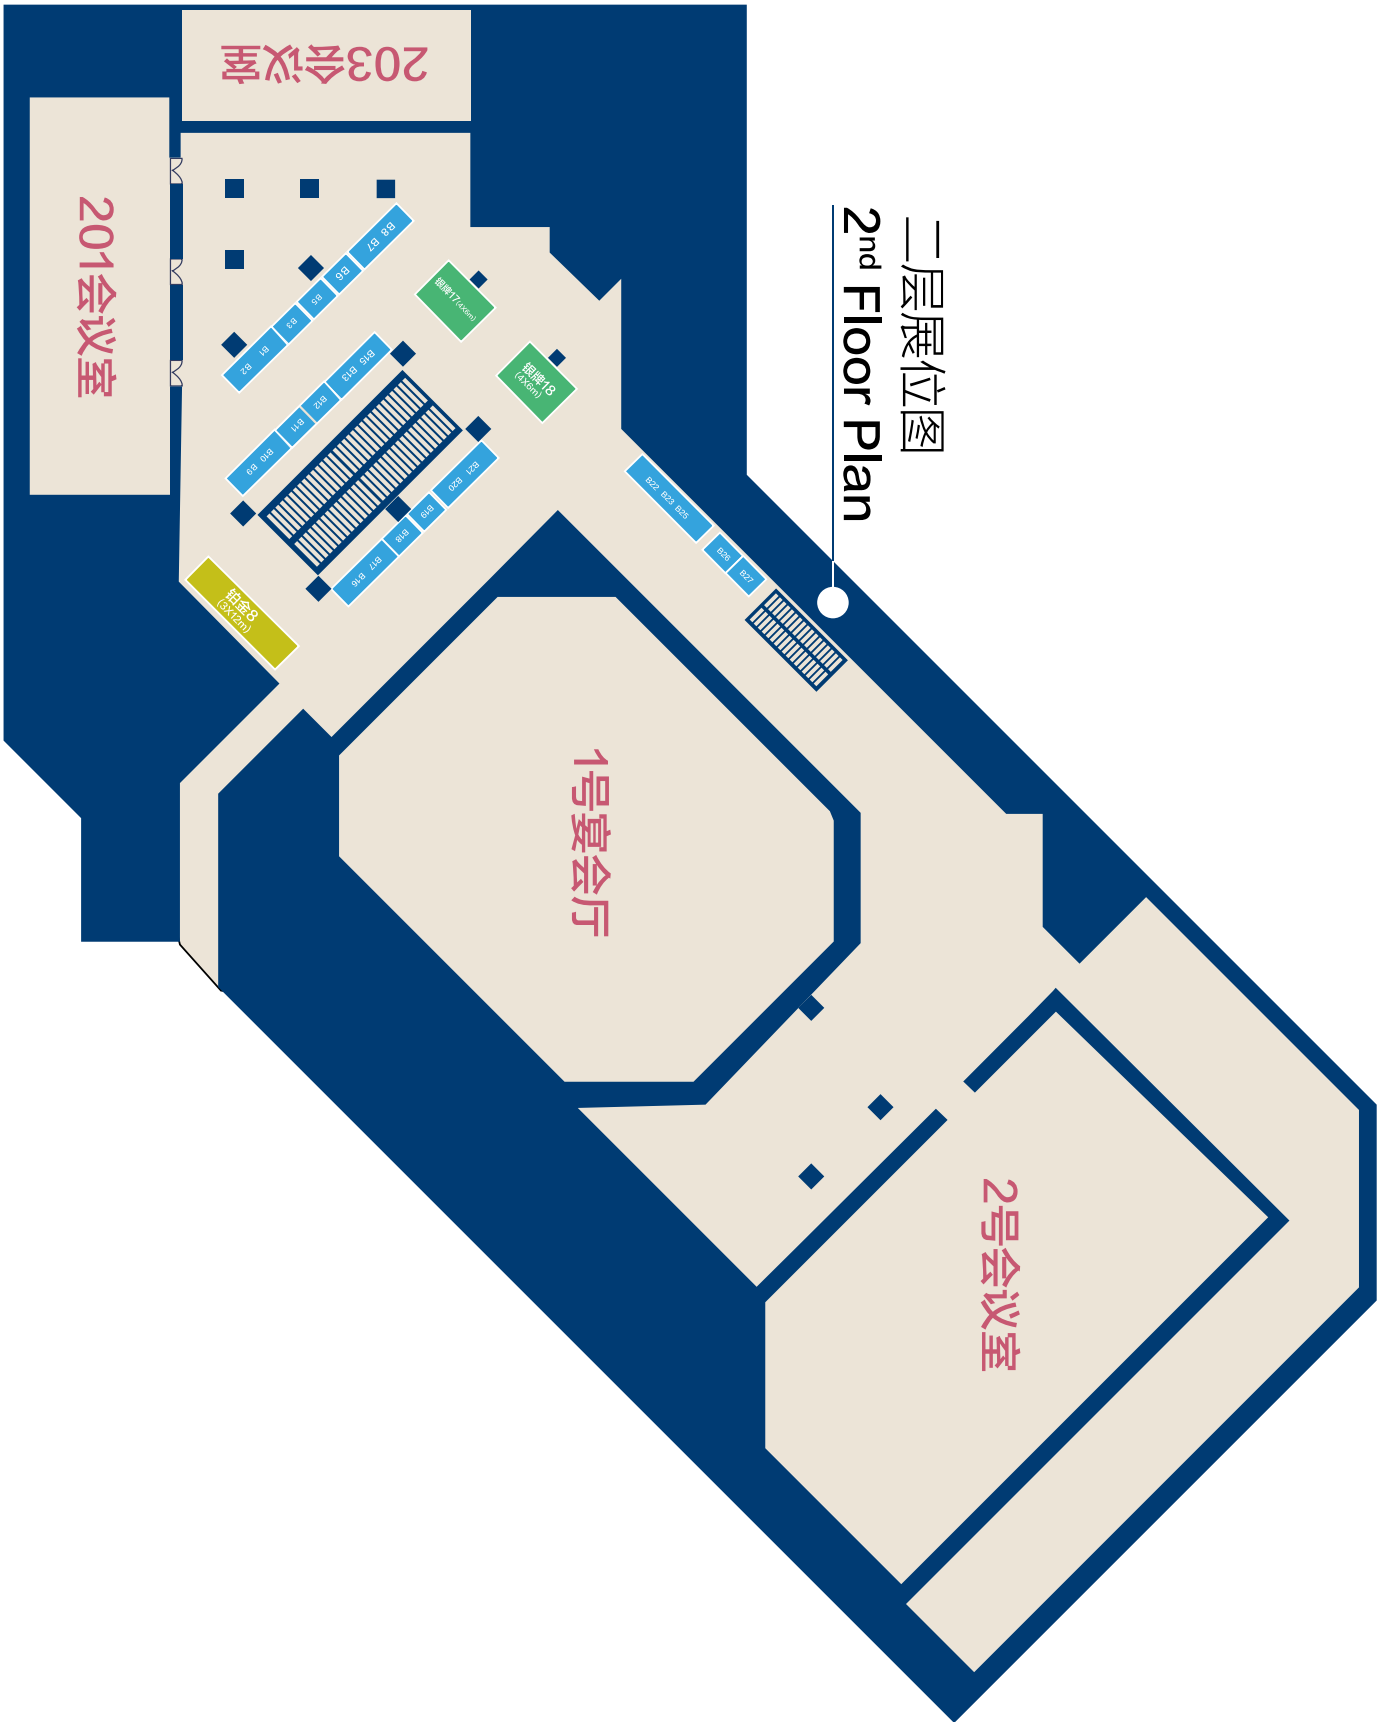 二层展位图
2nd Floor Plan
203会议室
201会议室
B8 B7
B6
B5
B3
B1
B2
银牌17(4X6m)
银牌18
(4X6m)
B15 B13
B12
B11
B10 B9
B21 B20
B19
B18
B17 B16
B22 B23 B25
B26
B27
铂金8
(3X12m)
1号宴会厅
2号会议室